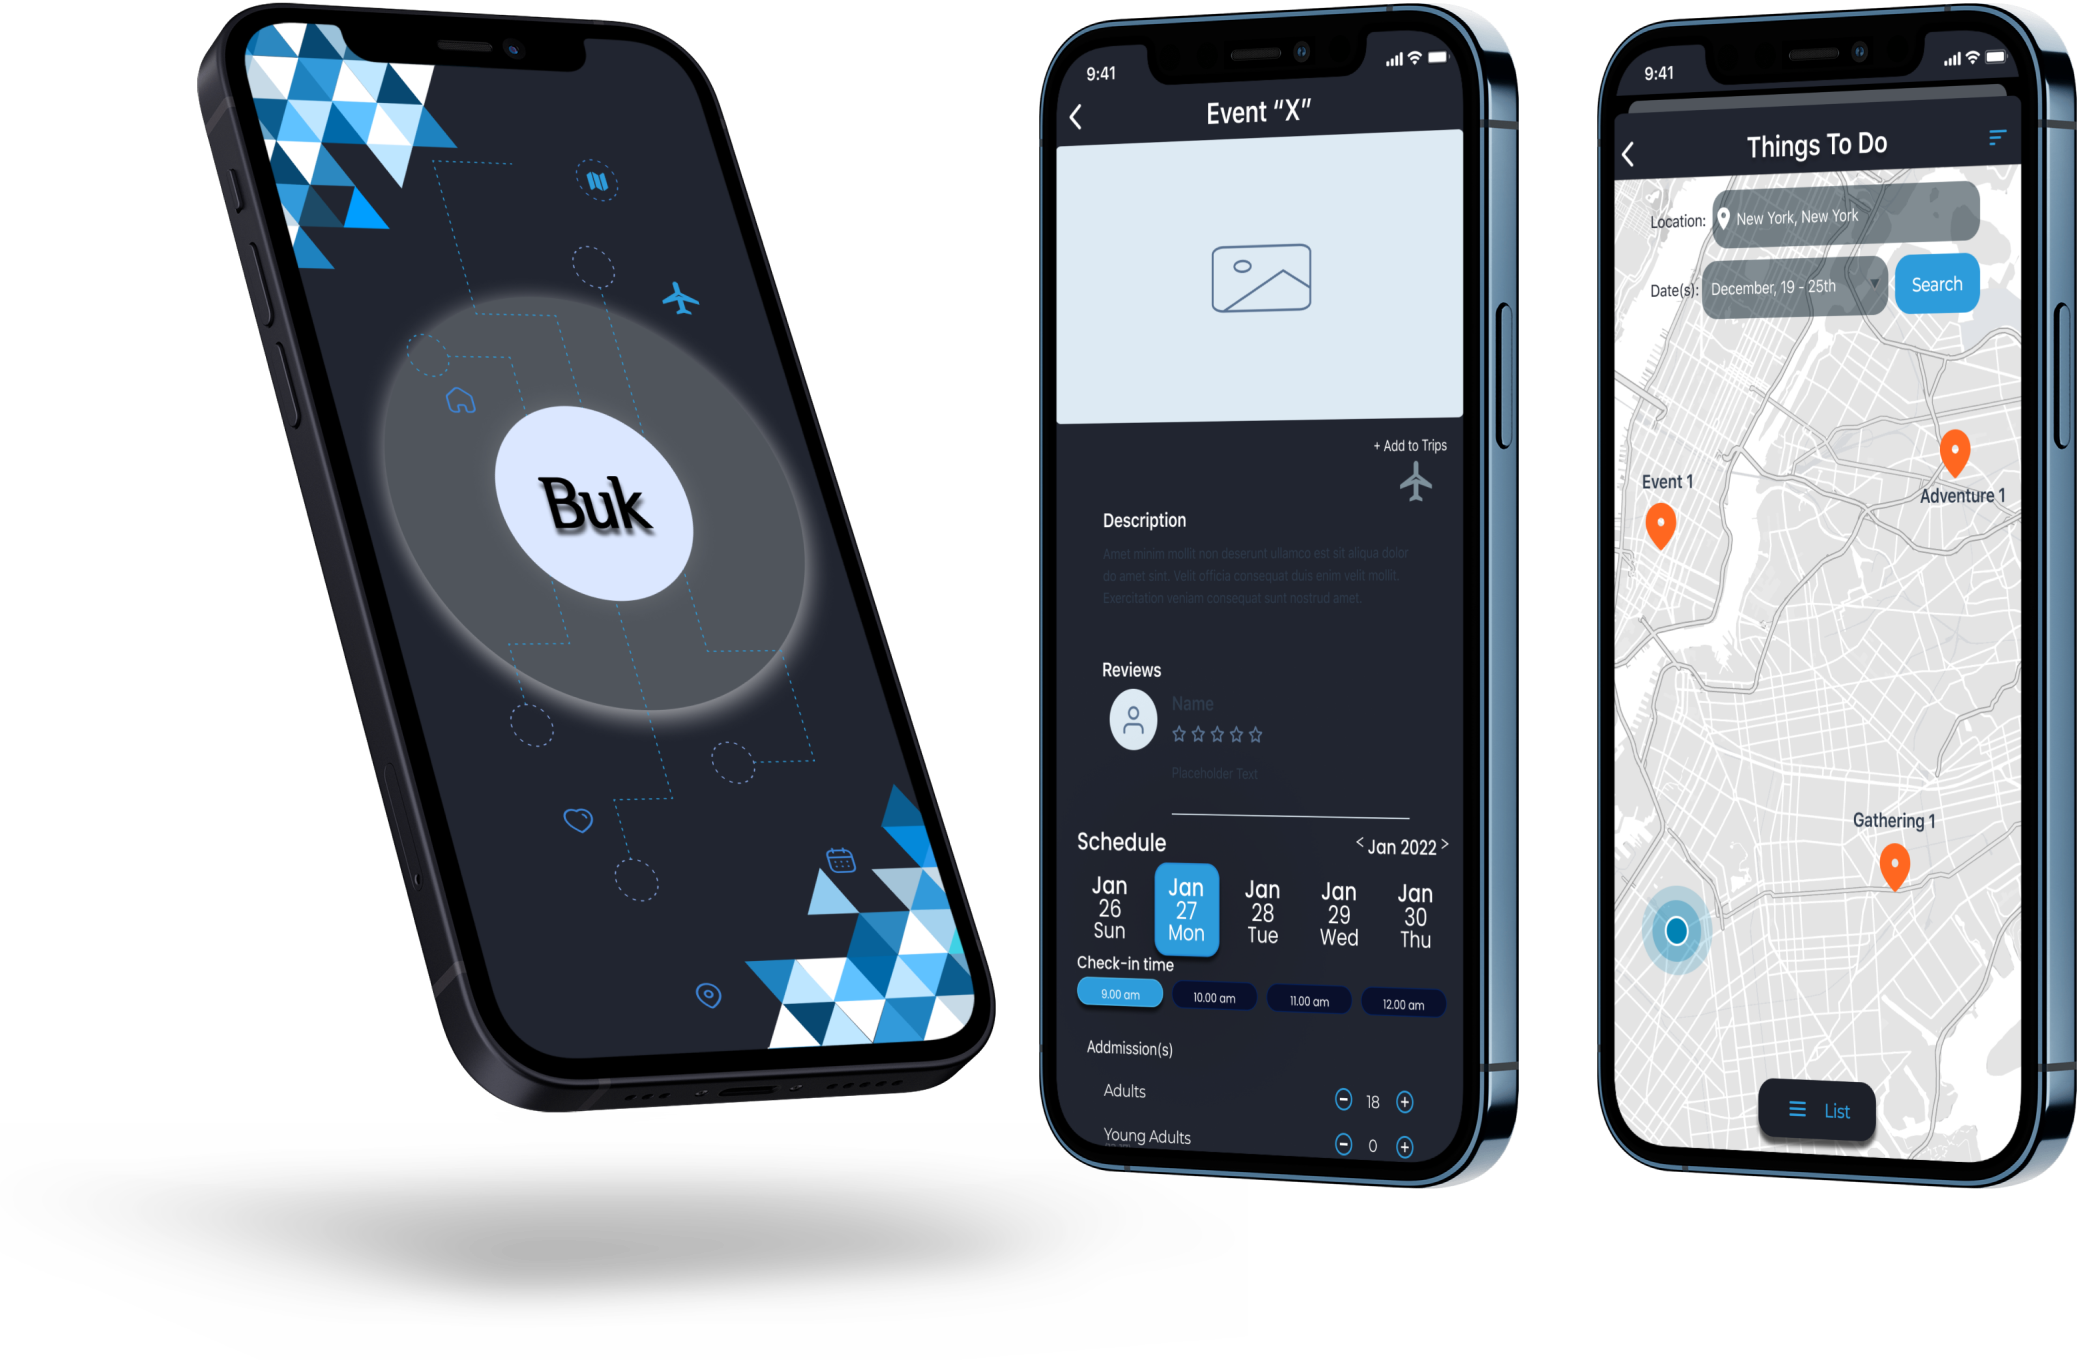 Buk
9:41
Event “X”
+ Add to Trips
Description
Amet minim mollit non deserunt ullamco est sit aliqua dolor
do amet sint. Velit officia consequat duis enim velit mollit.
Exercitation veniam consequat sunt nostrud amet.
Reviews
Name
Placeholder Text
Schedule
< Jan 2022 >
Jan Jan Jan Jan Jan
26 27 28 29 30
Sun Mon Tue Wed Thu
Check-in time
9.00 am 10.00 am 11.00 am 12.00 am
Addmission(s)
Adults 18
Young Adults 0
9:41
Things To Do
Location: New York, New York
Date(s): December, 19 - 25th Search
Event 1
Adventure 1
Gathering 1
List